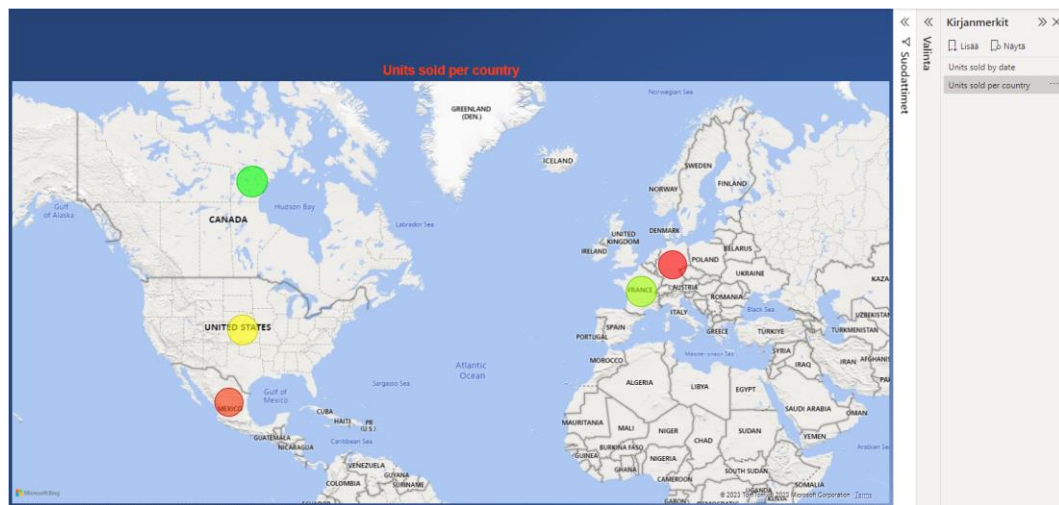 Units sold per country
Norwegian Sea
GREENLAND
(DEN.)
ICELAND
SWEDEN
FINLAND
NORWAY
Gulf
of Alaska
CANADA
Hudson Bay
Labrador Sea
UNITED
KINGDOM
DENMARK
IRELAND
BELARUS
POLAND
UKRAINE
KAZA
FRANCE
AUSTRIA
ROMANIA
ITALY
Black Sea
UZBEKISTAN
UNITED STATES
SPAIN
PORTUGAL
GREECE
TÜRKIYE
TURKMENISTAN
SYRIA
IRAQ
IRAN
AFGHANIS
MOROCCO
Atlantic
Ocean
Sargasso Sea
Gulf of
Mexico
MEXICO
CUBA
HAITI
PR
(U.S.)
ALGERIA
LIBYA
EGYPT
SAUDI ARABIA
OMAN
GUATEMALA
NICARAGUA
Caribbean Sea
MAURITANIA
MALI
NIGER
CHAD
SUDAN
YEMEN
Arabian Sea
BURKINA FASO
GUINEA
GHANA
NIGERIA
VENEZUELA
GUYANA
COLOMBIA
SURINAME
CAMEROON
SOUTH SUDAN
SOMALIA
GABON
Microsoft Bing
© 2023 TomTom, © 2023 Microsoft Corporation Terms
Suodattimet
Valinta
Kirjanmerkit
Lisää Näytä
Units sold by date
Units sold per country